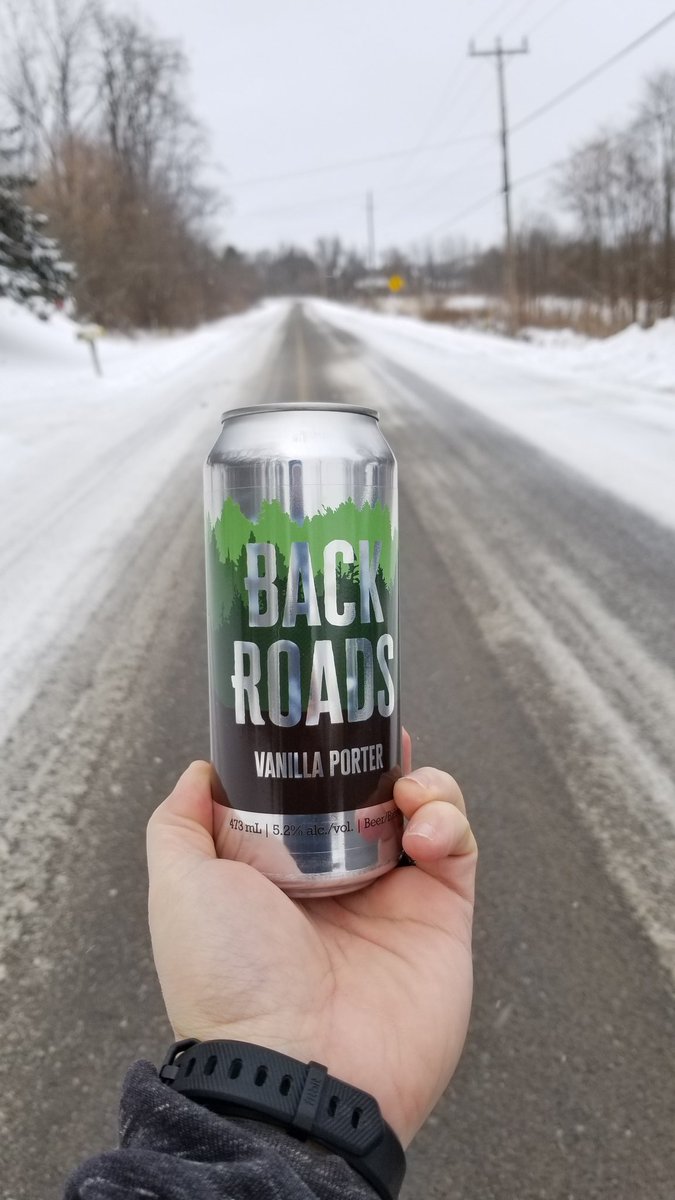 BACK
ROADS
VANILLA PORTER
473 mL | 5.2% alc./vol. | Beer/